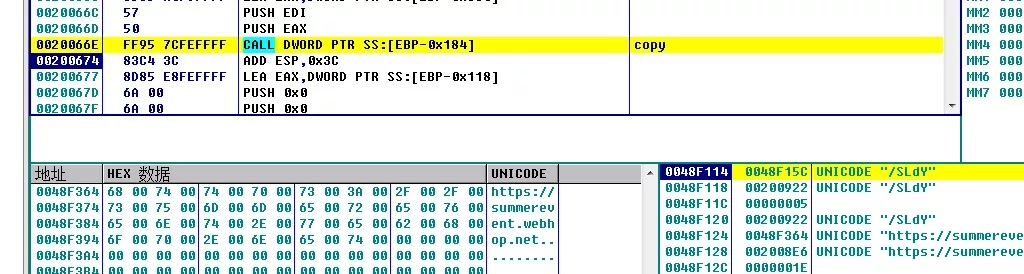 0020066C 57 PUSH EDI MM2 000
0020066D 50 PUSH EAX MM3 000
0020066E FF95 7CFEFFFF CALL DWORD PTR SS:[EBP-0x184] copy MM4 000
00200674 83C4 3C ADD ESP,0x3C MM5 000
00200677 8D85 E8FEFFFF LEA EAX,DWORD PTR SS:[EBP-0x118] MM6 000
0020067D 6A 00 PUSH 0x0 MM7 000
0020067F 6A 00 PUSH 0x0
地址 HEX 数据 UNICODE
0048F364 68 00 74 00 74 00 70 00 73 00 3A 00 2F 00 2F 00 https://
0048F374 73 00 75 00 6D 00 6D 00 65 00 72 00 65 00 76 00 summerev
0048F384 65 00 6E 00 74 00 2E 00 77 00 65 00 62 00 68 00 ent.webh
0048F394 6F 00 70 00 2E 00 6E 00 65 00 74 00 00 00 00 00 op.net..
0048F3A4 00 00 00 00 00 00 00 00 00 00 00 00 00 00 00 00 ........
0048F114 0048F15C UNICODE "/SLdY"
0048F118 00200922 UNICODE "/SLdY"
0048F11C 00000005
0048F120 00200922 UNICODE "/SLdY"
0048F124 0048F364 UNICODE "https://summereve
0048F128 002008E6 UNICODE "https://summereve
0048F12C 0000001E